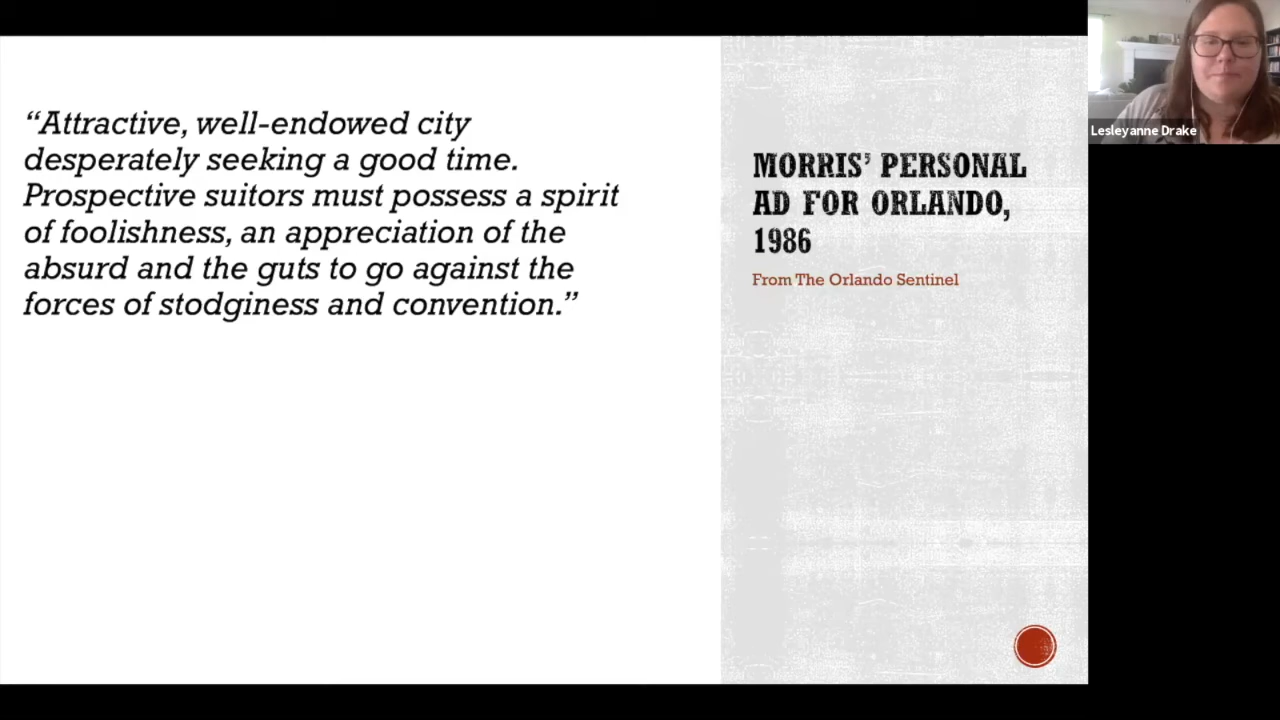 “Attractive, well-endowed city
desperately seeking a good time.
Prospective suitors must possess a spirit
of foolishness, an appreciation of the
absurd and the guts to go against the
forces of stodginess and convention.”
MORRIS’ PERSONAL
AD FOR ORLANDO,
1986
From The Orlando Sentinel
Lesleyanne Drake